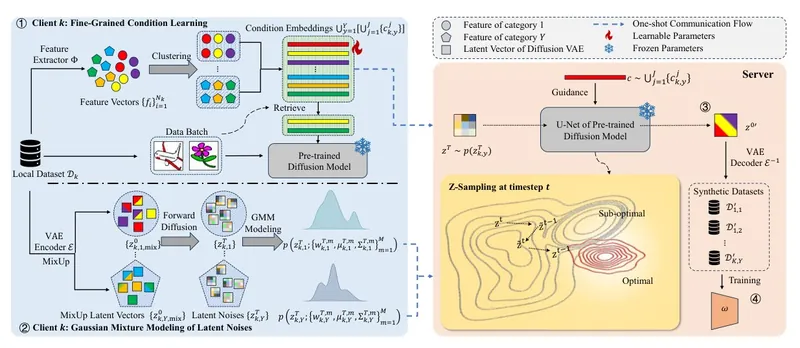 ① Client k: Fine-Grained Condition Learning
Feature
Extractor Φ
Clustering
Feature Vectors {f_i}_{i=1}^{N_k}
Condition Embeddings ⋃_{y=1}^{Y}[⋃_{j=1}^{J}{c_{k,y}^{j}}]
Retrieve
Data Batch
Pre-trained
Diffusion Model
Local Dataset 𝒟_k
VAE
Encoder ℰ
MixUp
Forward
Diffusion
GMM
Modeling
{z_{k,1,mix}^{0}}
{z_{k,1}^{T}}
p(z_{k,1}^{T}; {w_{k,1}^{T,m}, μ_{k,1}^{T,m}, Σ_{k,1}^{T,m}}_{m=1}^{M})
MixUp Latent Vectors {z_{k,Y,mix}^{0}}
Latent Noises {z_{k,Y}^{T}}
p(z_{k,Y}^{T}; {w_{k,Y}^{T,m}, μ_{k,Y}^{T,m}, Σ_{k,Y}^{T,m}}_{m=1}^{M})
② Client k: Gaussian Mixture Modeling of Latent Noises
Feature of category 1
Feature of category Y
Latent Vector of Diffusion VAE
One-shot Communication Flow
Learnable Parameters
Frozen Parameters
Server
c ~ ⋃_{j=1}^{J}{c_{k,y}^{j}}
Guidance
z^T ~ p(z_{k,y}^{T})
U-Net of Pre-trained
Diffusion Model
③
z^{0′}
VAE
Decoder ℰ^{-1}
Z-Sampling at timestep t
z^t
z̃^{t-1}
z̃^t
z^{t-1}
Sub-optimal
Optimal
Synthetic Datasets
𝒟′_{1,1}
𝒟′_{1,2}
𝒟′_{K,Y}
Training
④
ω